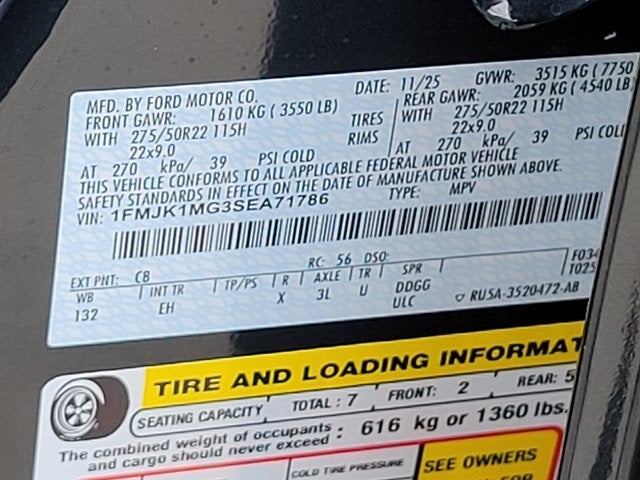 MFD. BY FORD MOTOR CO.
DATE: 11/25 GVWR: 3515 KG ( 7750
FRONT GAWR: 1610 KG ( 3550 LB)
REAR GAWR: 2059 KG ( 4540 LB)
WITH 275/50R22 115H TIRES 275/50R22 115H
22x9.0 RIMS 22x9.0
AT 270 kPa/ 39 PSI COLD AT 270 kPa/ 39 PSI COLD
THIS VEHICLE CONFORMS TO ALL APPLICABLE FEDERAL MOTOR VEHICLE
SAFETY STANDARDS IN EFFECT ON THE DATE OF MANUFACTURE SHOWN ABOVE.
VIN: 1FMJK1MG3SEA71786 TYPE: MPV
EXT PNT: C8 RC: 56 DSO: F034
WB INT TR TP/PS R AXLE TR SPR T025
132 EH X 3L U DDGG
ULC RU5A-3520472-AB
TIRE AND LOADING INFORMAT
SEATING CAPACITY TOTAL : 7 FRONT: 2 REAR: 5
The combined weight of occupants
and cargo should never exceed : 616 kg or 1360 lbs.
COLD TIRE PRESSURE SEE OWNERS
FOR